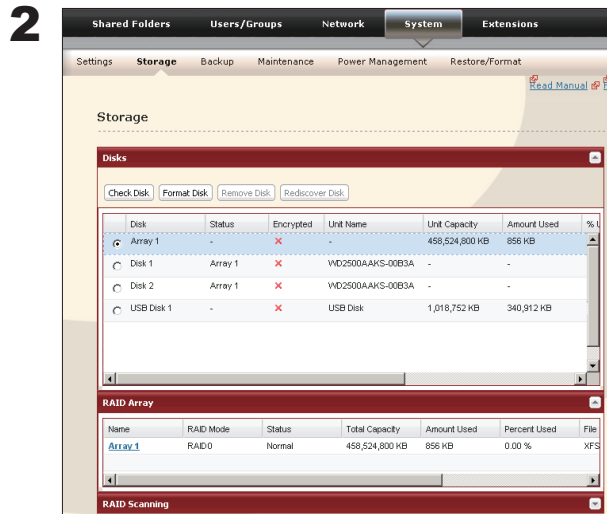 2
Shared Folders Users/Groups Network System Extensions
Settings Storage Backup Maintenance Power Management Restore/Format
Read Manual
Storage
Disks
Check Disk Format Disk Remove Disk Rediscover Disk
Disk Status Encrypted Unit Name Unit Capacity Amount Used %
Array 1 - - 458,524,800 KB 856 KB
Disk 1 Array 1 WD2500AAKS-00B3A - -
Disk 2 Array 1 WD2500AAKS-00B3A - -
USB Disk 1 - USB Disk 1,018,752 KB 340,912 KB
RAID Array
Name RAID Mode Status Total Capacity Amount Used Percent Used File
Array 1 RAID0 Normal 458,524,800 KB 856 KB 0.00 % XFS
RAID Scanning